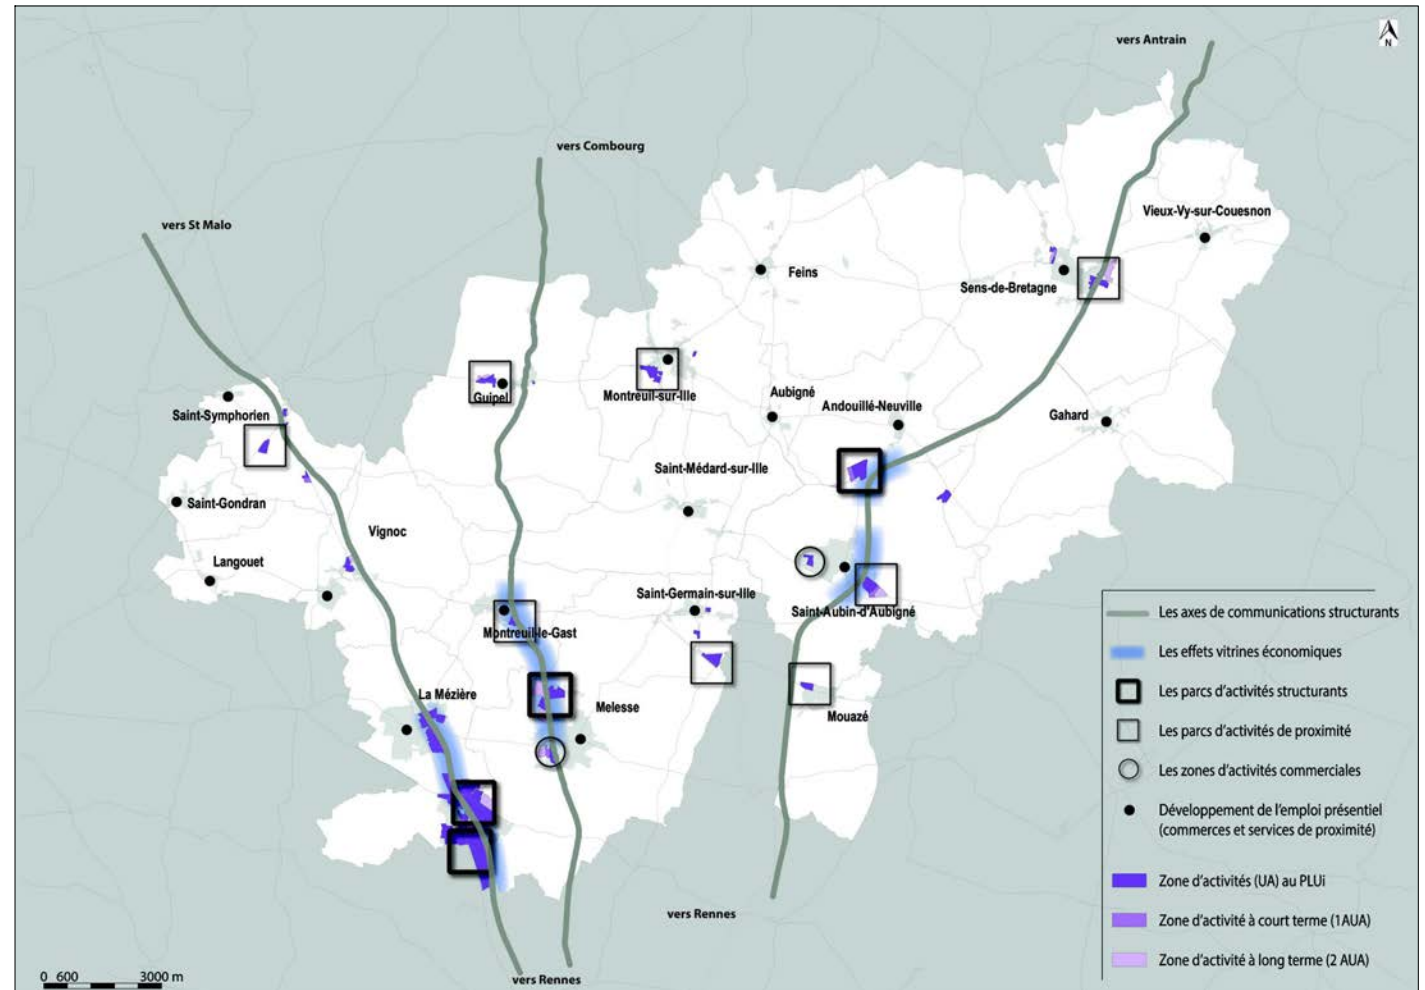 vers Antrain
N
vers Combourg
vers St Malo
Vieux-Vy-sur-Couesnon
Feins
Sens-de-Bretagne
Guipel
Montreuil-sur-Ille
Aubigné
Andouillé-Neuville
Gahard
Saint-Symphorien
Saint-Médard-sur-Ille
Saint-Gondran
Vignoc
Langouet
Saint-Germain-sur-Ille
Saint-Aubin-d'Aubigné
Montreuil-le-Gast
La Mézière
Melesse
Mouazé
vers Rennes
vers Rennes
0 600 3000 m
Les axes de communications structurants
Les effets vitrines économiques
Les parcs d'activités structurants
Les parcs d'activités de proximité
Les zones d'activités commerciales
Développement de l'emploi présentiel
(commerces et services de proximité)
Zone d'activités (UA) au PLUi
Zone d'activité à court terme (1AUA)
Zone d'activité à long terme (2 AUA)